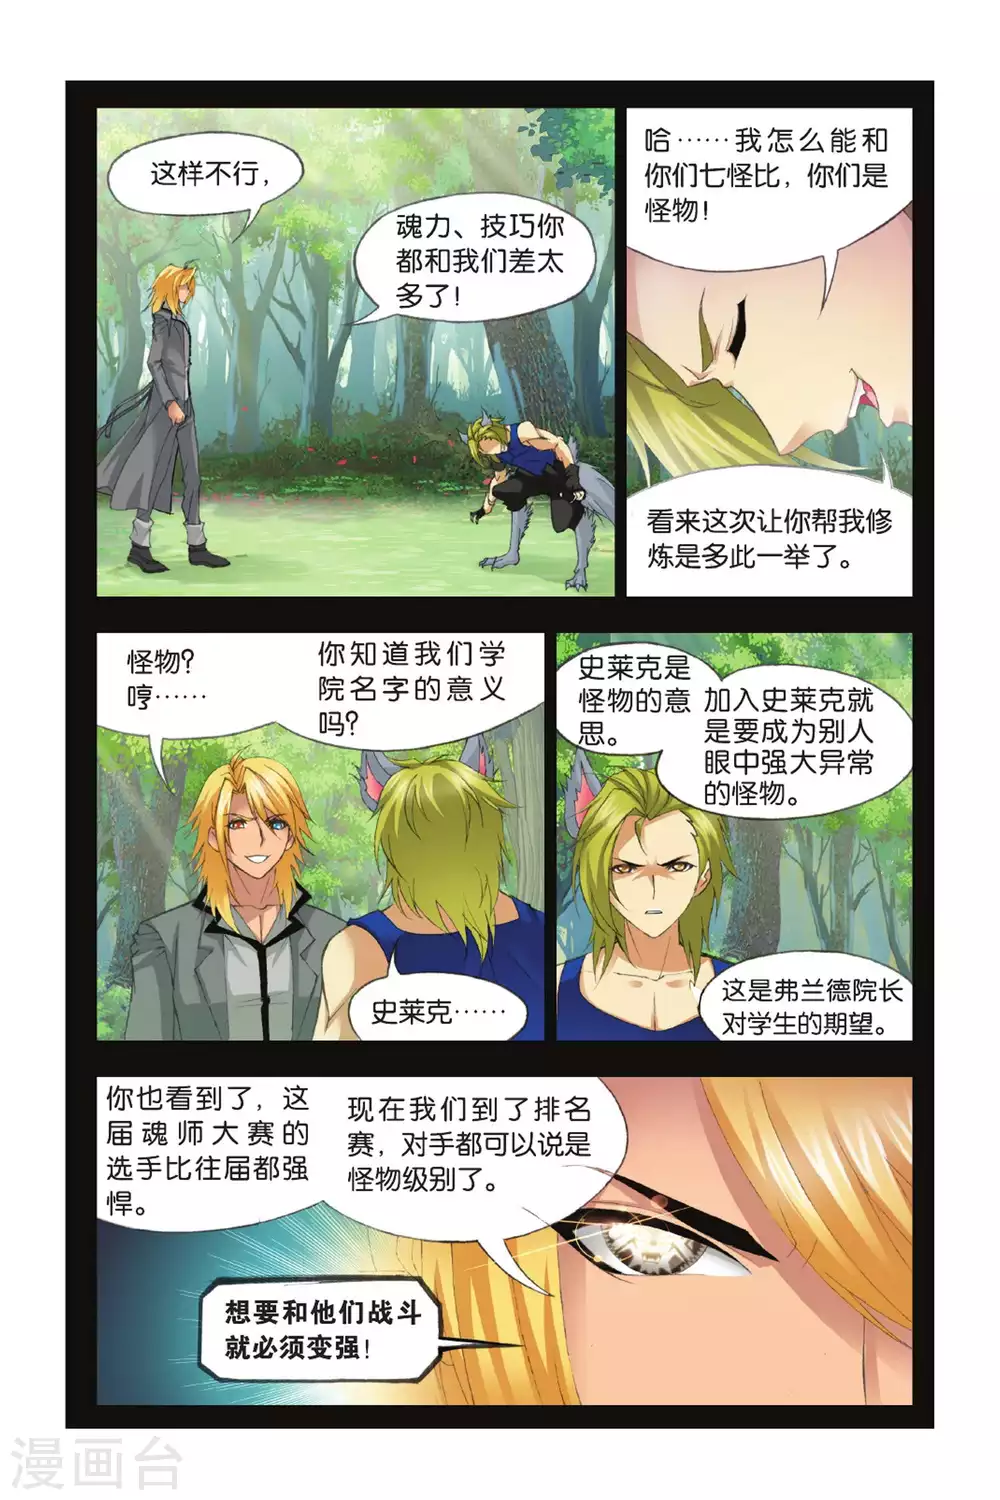 这样不行，
魂力、技巧你
都和我们差太
多了！
哈……我怎么能和
你们七怪比，你们是
怪物！
看来这次让你帮我修
炼是多此一举了。
怪物？
哼……
你知道我们学
院名字的意义
吗？
史莱克……
史莱克是
怪物的意
思。
加入史莱克就
是要成为别人
眼中强大异常
的怪物。
这是弗兰德院长
对学生的期望。
你也看到了，这
届魂师大赛的
选手比往届都强
悍。
现在我们到了排名
赛，对手都可以说是
怪物级别了。
想要和他们战斗
就必须变强！
漫画台